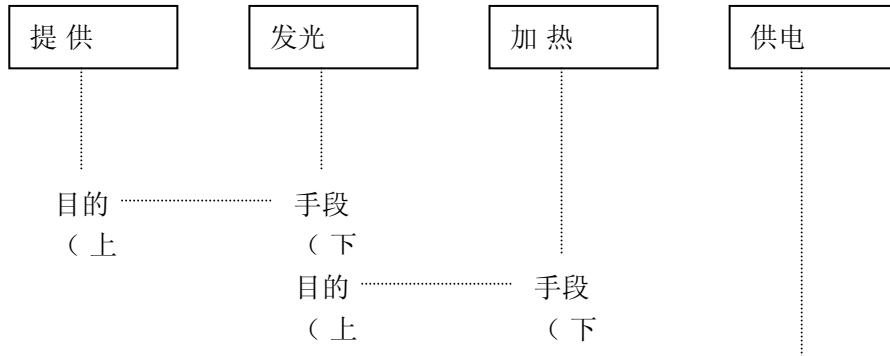 提 供 发光 加 热 供电
目的 手段
（ 上 （ 下
目的 手段
（ 上 （ 下